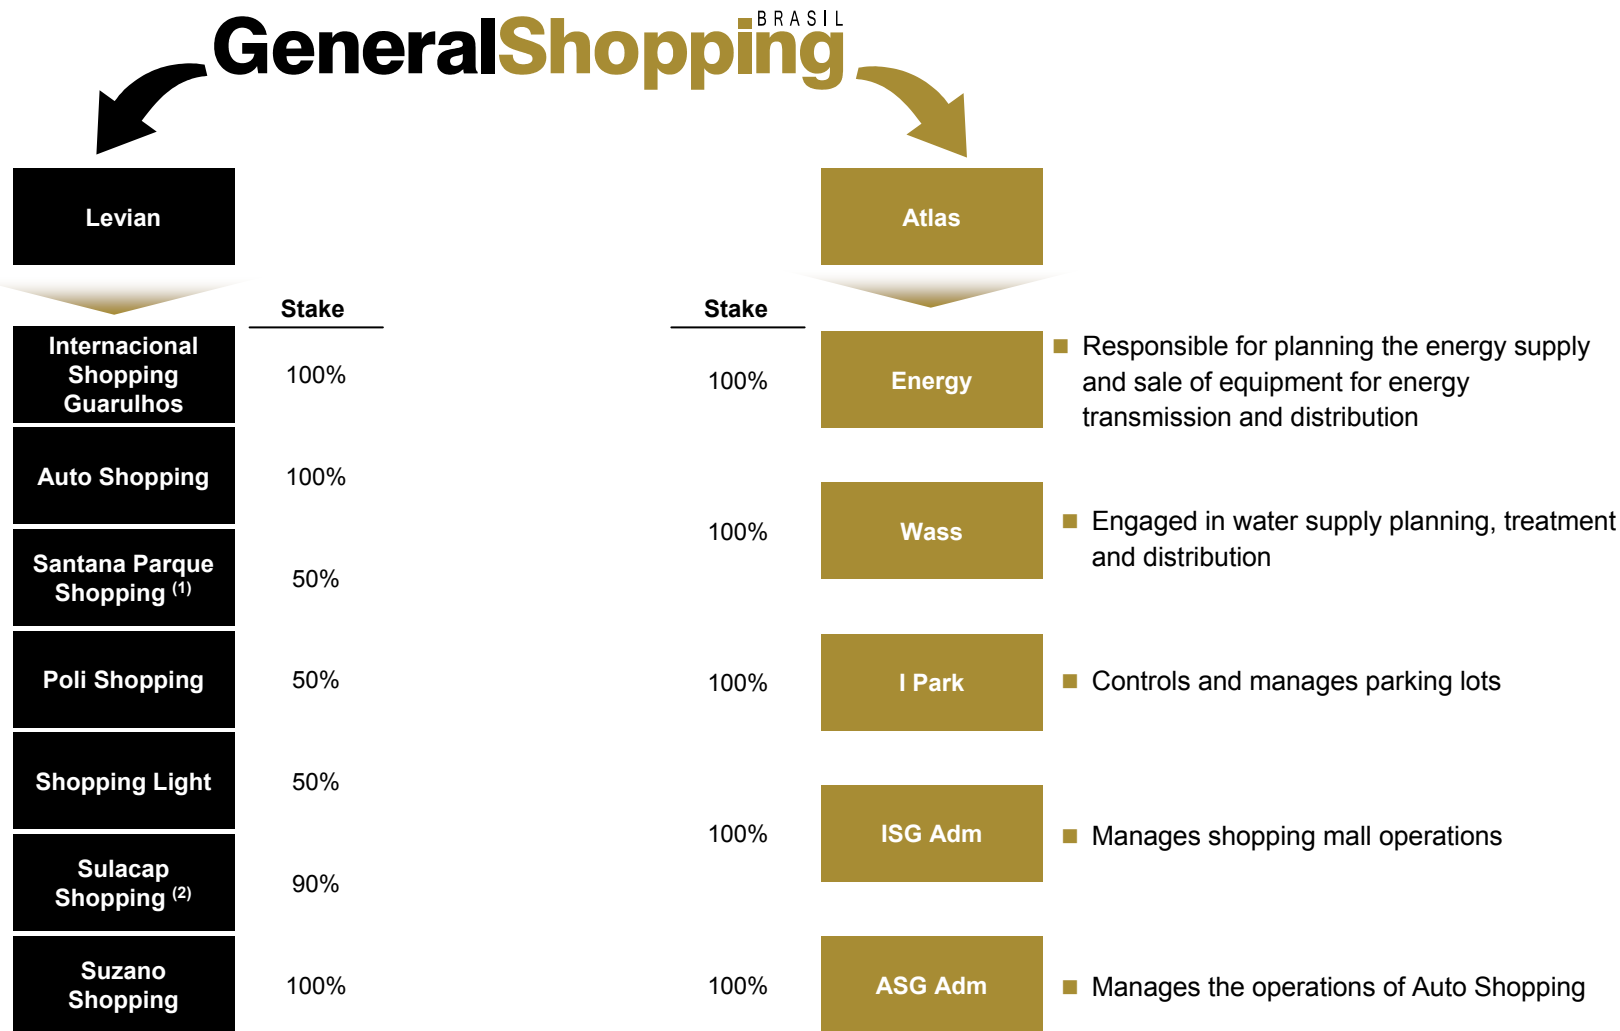 BRASIL
GeneralShopping
Levian
Atlas
Stake
Stake
Internacional
Shopping
Guarulhos
100%
100%
Energy
■ Responsible for planning the energy supply
and sale of equipment for energy
transmission and distribution
Auto Shopping
100%
100%
Wass
■ Engaged in water supply planning, treatment
and distribution
Santana Parque
Shopping (1)
50%
Poli Shopping
50%
100%
I Park
■ Controls and manages parking lots
Shopping Light
50%
100%
ISG Adm
■ Manages shopping mall operations
Sulacap
Shopping (2)
90%
Suzano
Shopping
100%
100%
ASG Adm
■ Manages the operations of Auto Shopping